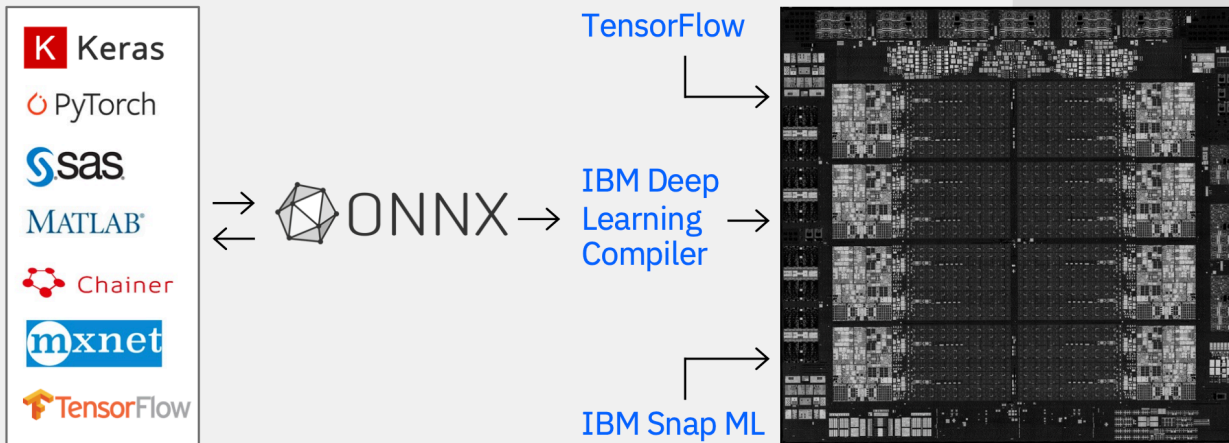 K Keras
PyTorch
S.sas
MATLAB®
Chainer
mxnet
TensorFlow
ONNX
TensorFlow
IBM Deep
Learning
Compiler
IBM Snap ML